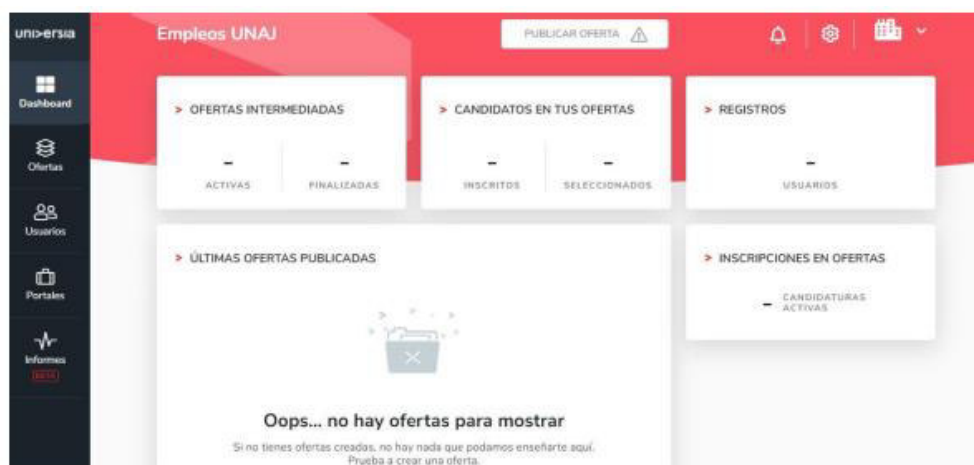 universia
Empleos UNAJ
PUBLICAR OFERTA
Dashboard
Ofertas
Usuarios
Portales
Informes
BETA
> OFERTAS INTERMEDIADAS
-
ACTIVAS
-
FINALIZADAS
> CANDIDATOS EN TUS OFERTAS
-
INSCRITOS
-
SELECCIONADOS
> REGISTROS
-
USUARIOS
> ÚLTIMAS OFERTAS PUBLICADAS
Oops... no hay ofertas para mostrar
Si no tienes ofertas creadas, no hay nada que podamos enseñarte aquí.
Prueba a crear una oferta.
> INSCRIPCIONES EN OFERTAS
- CANDIDATURAS
ACTIVAS